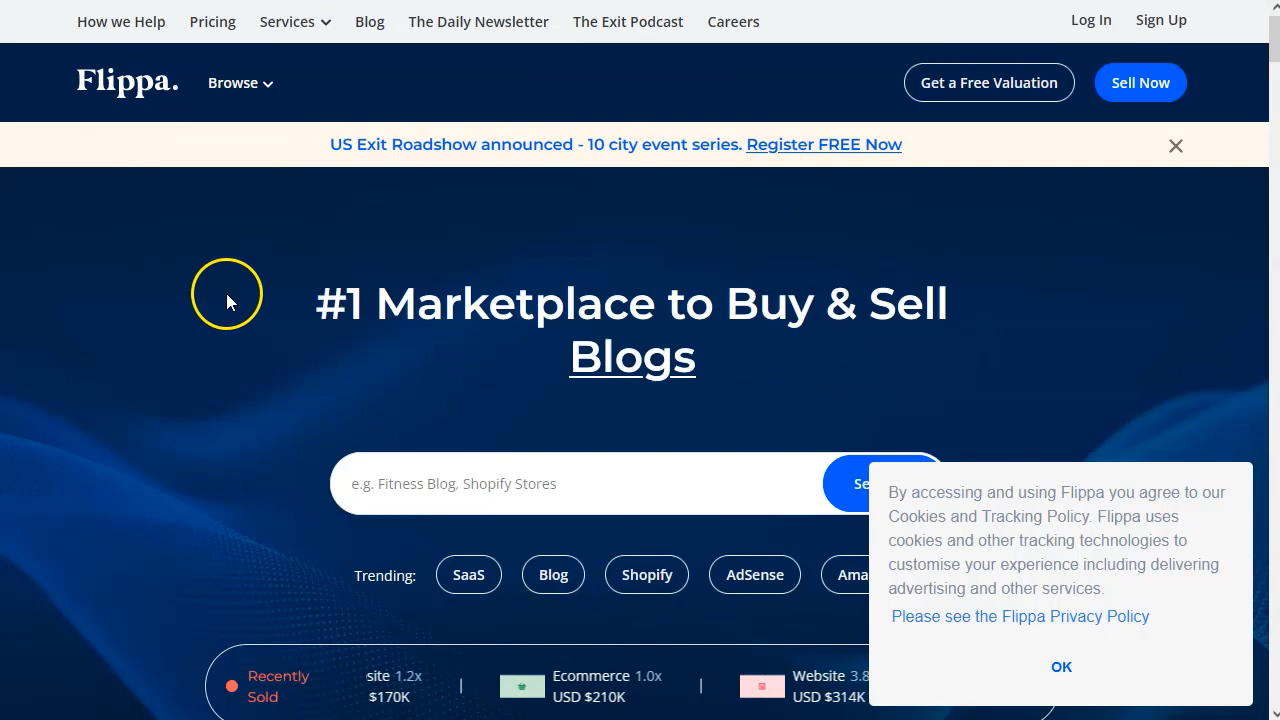 How we Help Pricing Services Blog The Daily Newsletter The Exit Podcast Careers Log In Sign Up
Flippa. Browse Get a Free Valuation Sell Now
US Exit Roadshow announced - 10 city event series. Register FREE Now
#1 Marketplace to Buy & Sell
Blogs
e.g. Fitness Blog, Shopify Stores
Trending: SaaS Blog Shopify AdSense
Recently
Sold
1.2x
$170K
|
Ecommerce 1.0x
USD $210K
|
Website 3.8
USD $314K
By accessing and using Flippa you agree to our
Cookies and Tracking Policy. Flippa uses
cookies and other tracking technologies to
customise your experience including delivering
advertising and other services.
Please see the Flippa Privacy Policy
OK